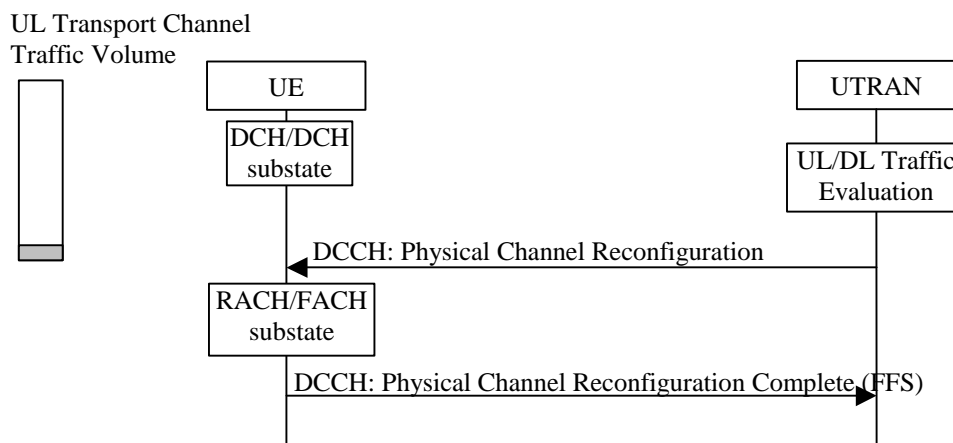 UL Transport Channel
Traffic Volume
UE
UTRAN
DCH/DCH
substate
UL/DL Traffic
Evaluation
DCCH: Physical Channel Reconfiguration
RACH/FACH
substate
DCCH: Physical Channel Reconfiguration Complete (FFS)